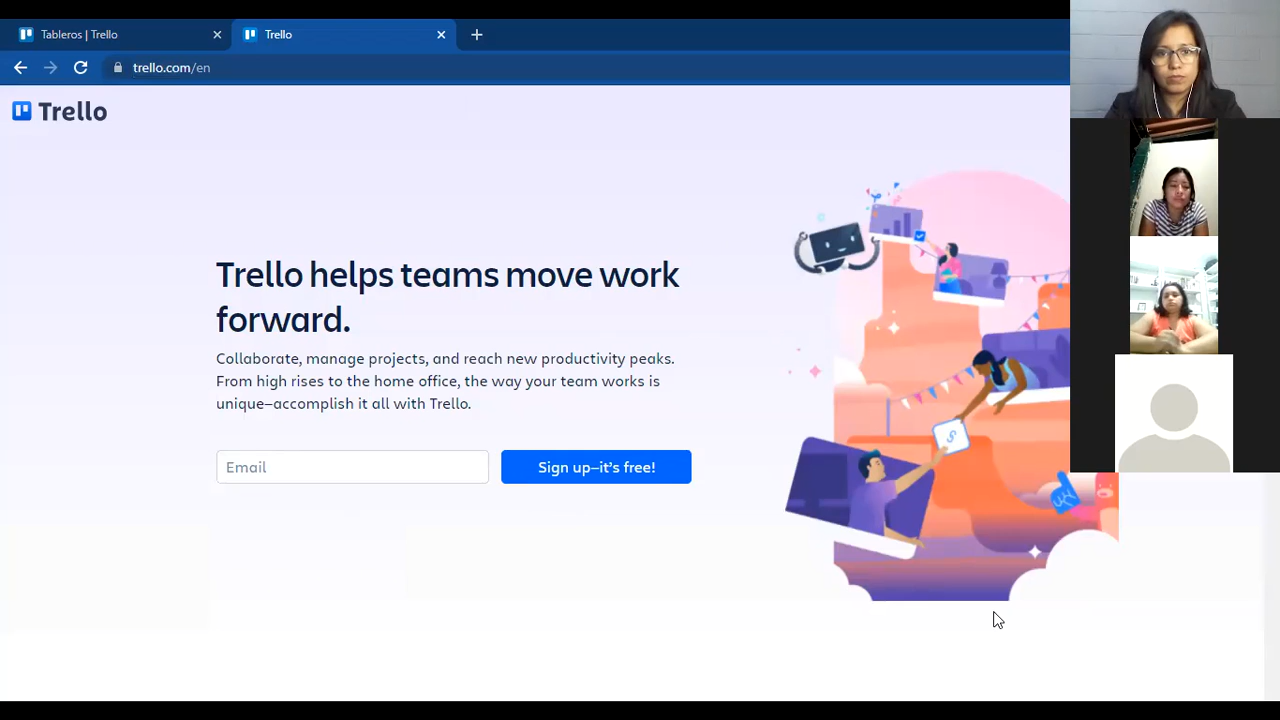 Tableros | Trello
Trello
trello.com/en
Trello
Trello helps teams move work
forward.
Collaborate, manage projects, and reach new productivity peaks.
From high rises to the home office, the way your team works is
unique—accomplish it all with Trello.
Email
Sign up—it's free!